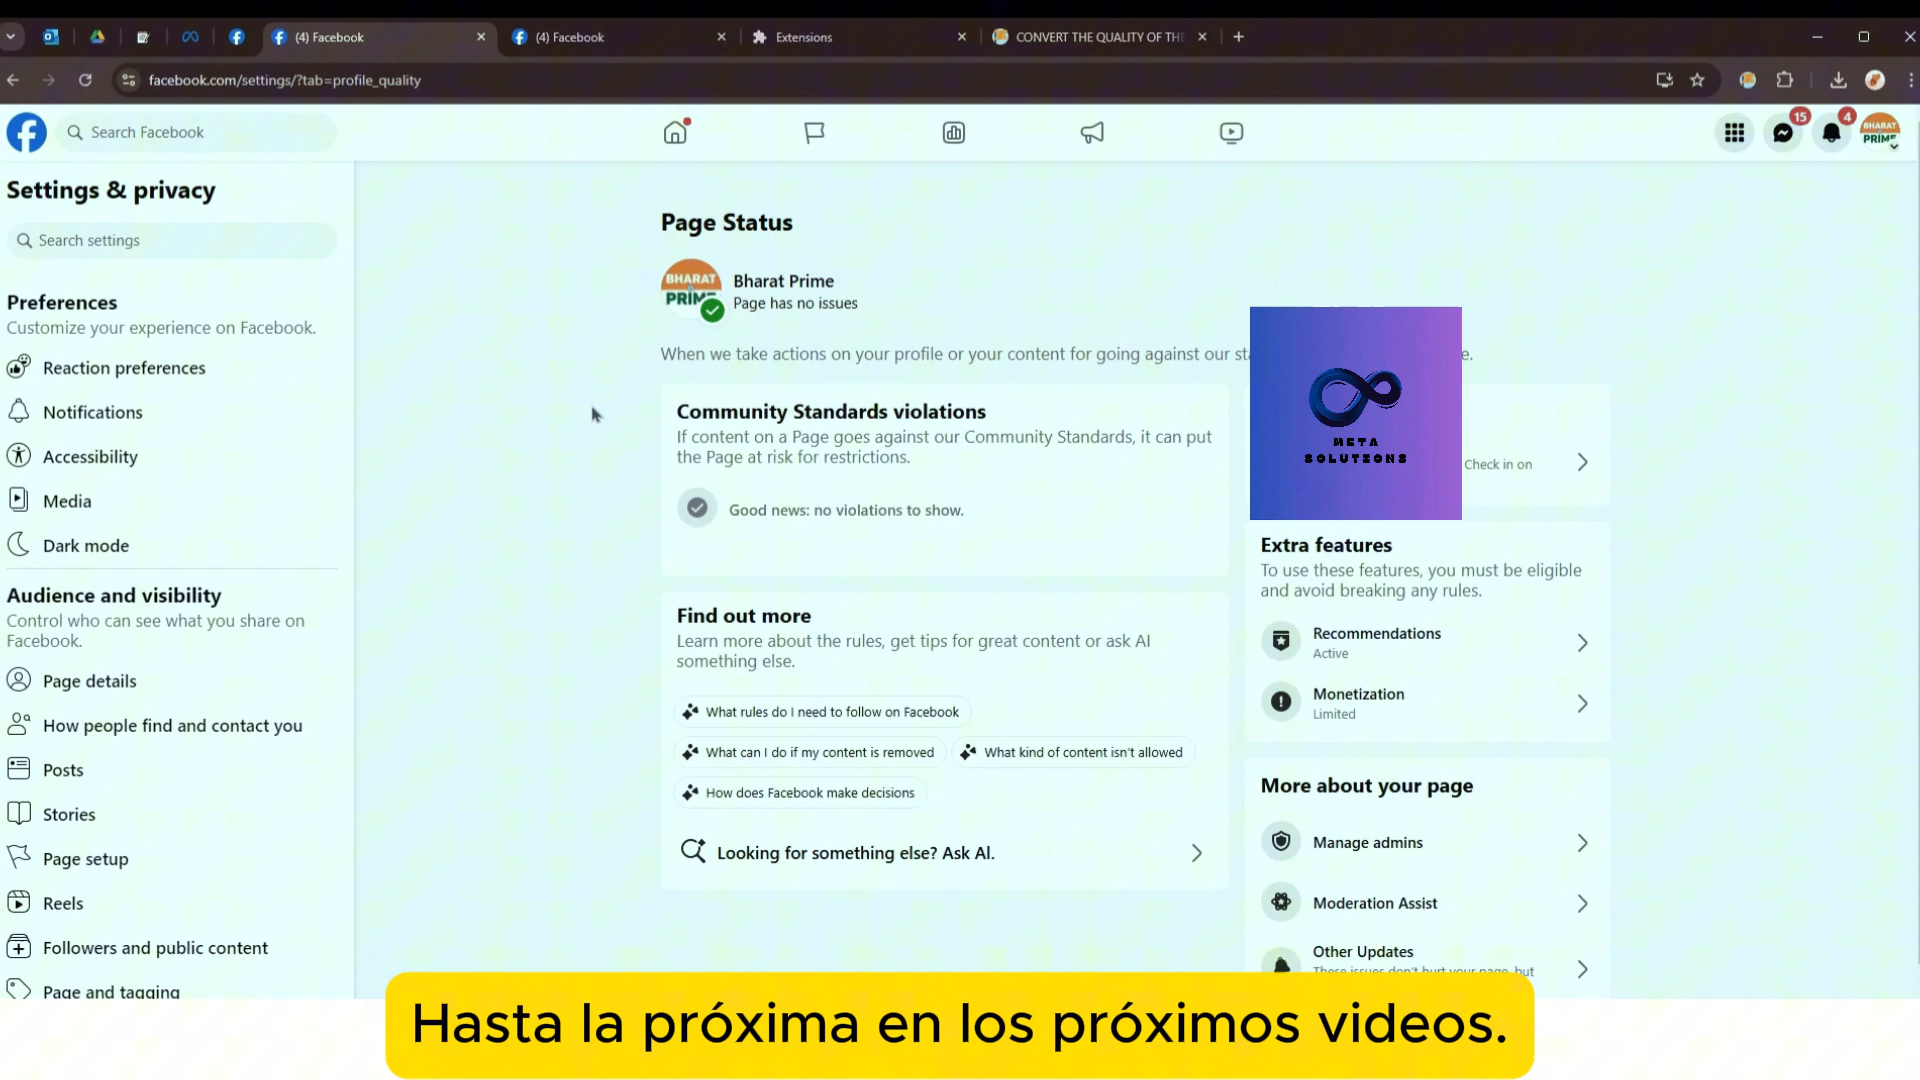 (4) Facebook
(4) Facebook
Extensions
CONVERT THE QUALITY OF THE
facebook.com/settings/?tab=profile_quality
Search Facebook
15
4
BHARAT
PRIME
Settings & privacy
Search settings
Preferences
Customize your experience on Facebook.
Reaction preferences
Notifications
Accessibility
Media
Dark mode
Audience and visibility
Control who can see what you share on
Facebook.
Page details
How people find and contact you
Posts
Stories
Page setup
Reels
Followers and public content
Page and tagging
Page Status
BHARAT
PRIME
Bharat Prime
Page has no issues
When we take actions on your profile or your content for going against our
Community Standards violations
If content on a Page goes against our Community Standards, it can put
the Page at risk for restrictions.
Good news: no violations to show.
Find out more
Learn more about the rules, get tips for great content or ask AI
something else.
What rules do I need to follow on Facebook
What can I do if my content is removed
What kind of content isn't allowed
How does Facebook make decisions
Looking for something else? Ask AI.
META
SOLUTIONS
Check in on
Extra features
To use these features, you must be eligible
and avoid breaking any rules.
Recommendations
Active
Monetization
Limited
More about your page
Manage admins
Moderation Assist
Other Updates
These issues don't hurt your page, but
Hasta la próxima en los próximos videos.